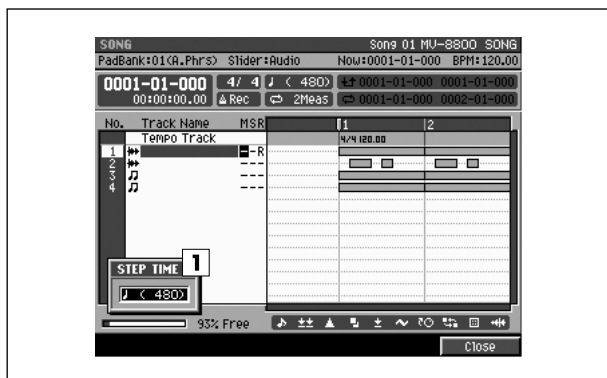 SONG Song 01 MV-8800 SONG
PadBank:01(A.Phrs) Slider:Audio Now:0001-01-000 BPM:120.00
0001-01-000 4/ 4 ♩ ( 480) 0001-01-000 0001-01-000
00:00:00.00 Rec 2Meas 0001-01-000 0002-01-000
No. Track Name MSR 1 2
Tempo Track 4/4 120.00
1 --R
2 ---
3 ---
4 ---
STEP TIME 1
♩ ( 480)
93% Free
Close